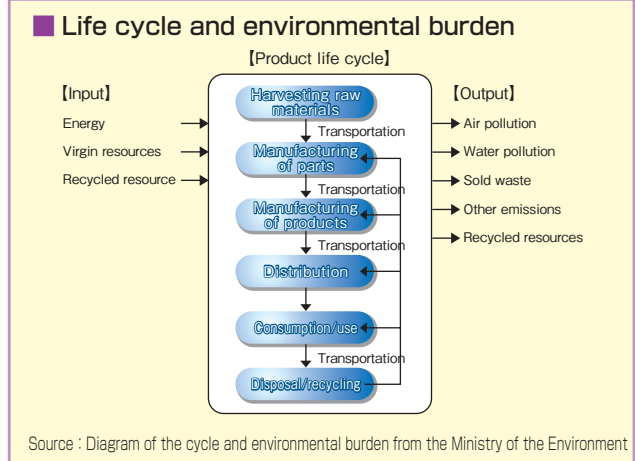 ■ Life cycle and environmental burden
【Product life cycle】
【Input】
Energy
Virgin resources
Recycled resource
Harvesting raw
materials
Transportation
Manufacturing
of parts
Transportation
Manufacturing
of products
Transportation
Distribution
Consumption/use
Transportation
Disposal/recycling
【Output】
Air pollution
Water pollution
Sold waste
Other emissions
Recycled resources
Source : Diagram of the cycle and environmental burden from the Ministry of the Environment